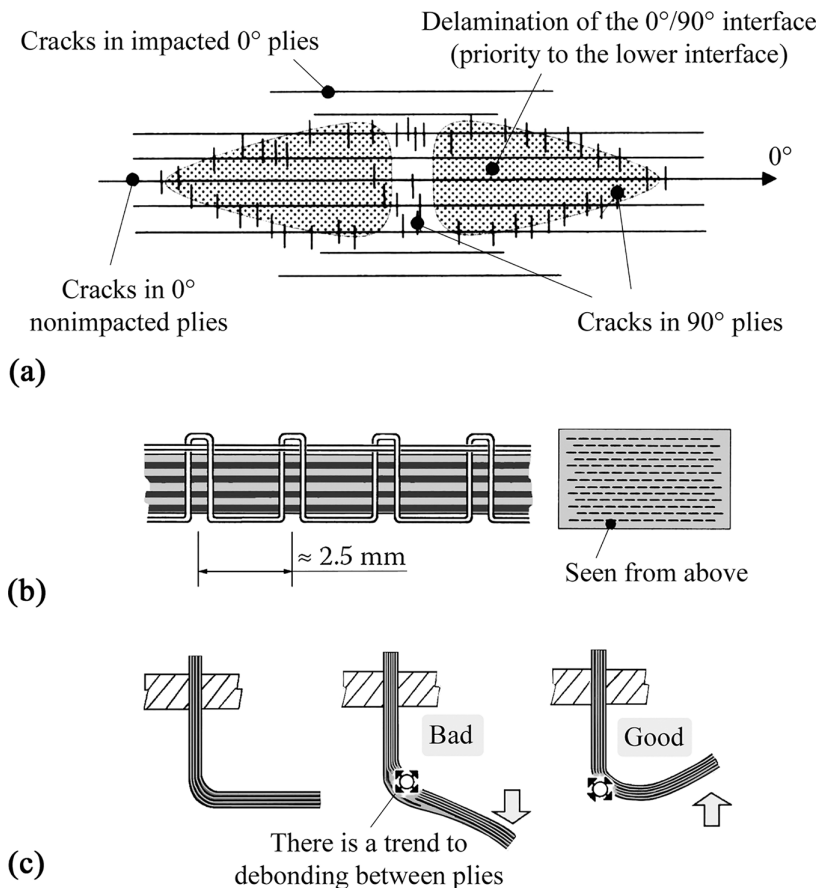 Cracks in impacted 0° plies
Delamination of the 0°/90° interface
(priority to the lower interface)
0°
Cracks in 0°
nonimpacted plies
Cracks in 90° plies
(a)
≈ 2.5 mm
Seen from above
(b)
Bad
Good
There is a trend to
debonding between plies
(c)